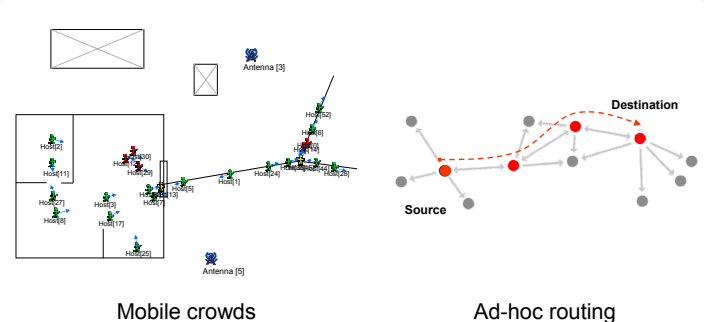 Antenna [3]
Host[52]
Host[6]
Host[2]
Host[11]
Host[29]
Host[5]
Host[1]
Host[24]
Host[28]
Host[27]
Host[8]
Host[3]
Host[17]
Host[7]
Host[25]
Antenna [5]
Destination
Source
Mobile crowds
Ad-hoc routing